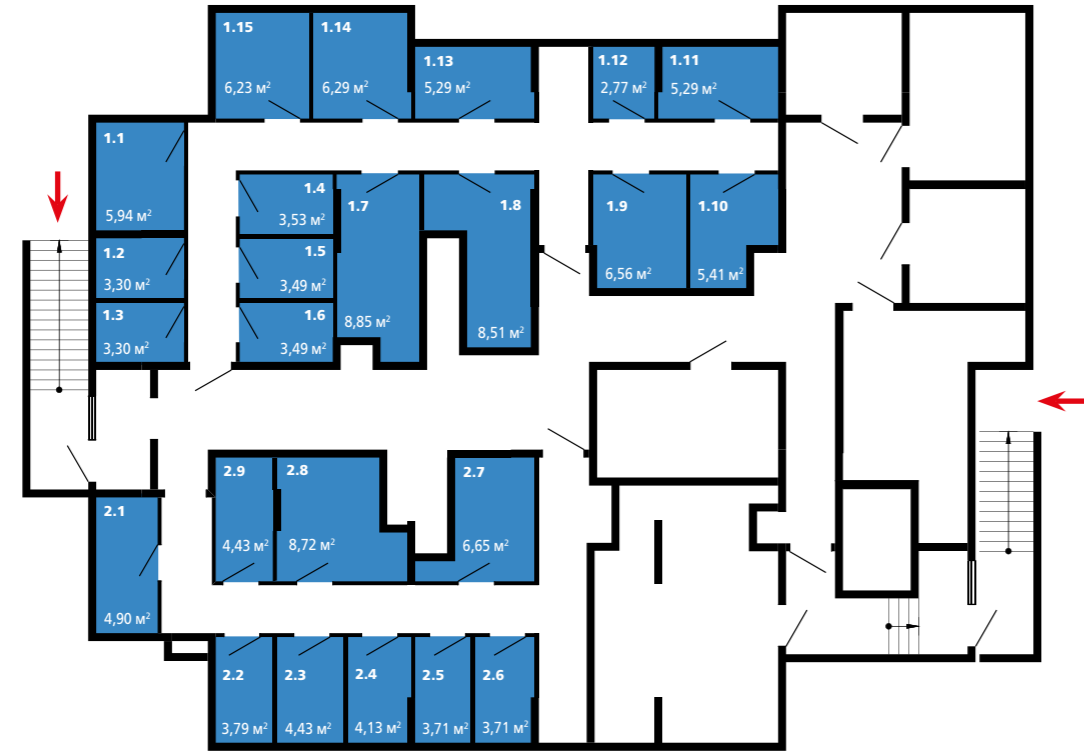 1.15
6,23 м²
1.14
6,29 м²
1.13
5,29 м²
1.12
2,77 м²
1.11
5,29 м²
1.1
5,94 м²
1.2
3,30 м²
1.3
3,30 м²
1.4
3,53 м²
1.5
3,49 м²
1.6
3,49 м²
1.7
8,85 м²
1.8
8,51 м²
1.9
6,56 м²
1.10
5,41 м²
2.9
4,43 м²
2.8
8,72 м²
2.7
6,65 м²
2.1
4,90 м²
2.2
3,79 м²
2.3
4,43 м²
2.4
4,13 м²
2.5
3,71 м²
2.6
3,71 м²